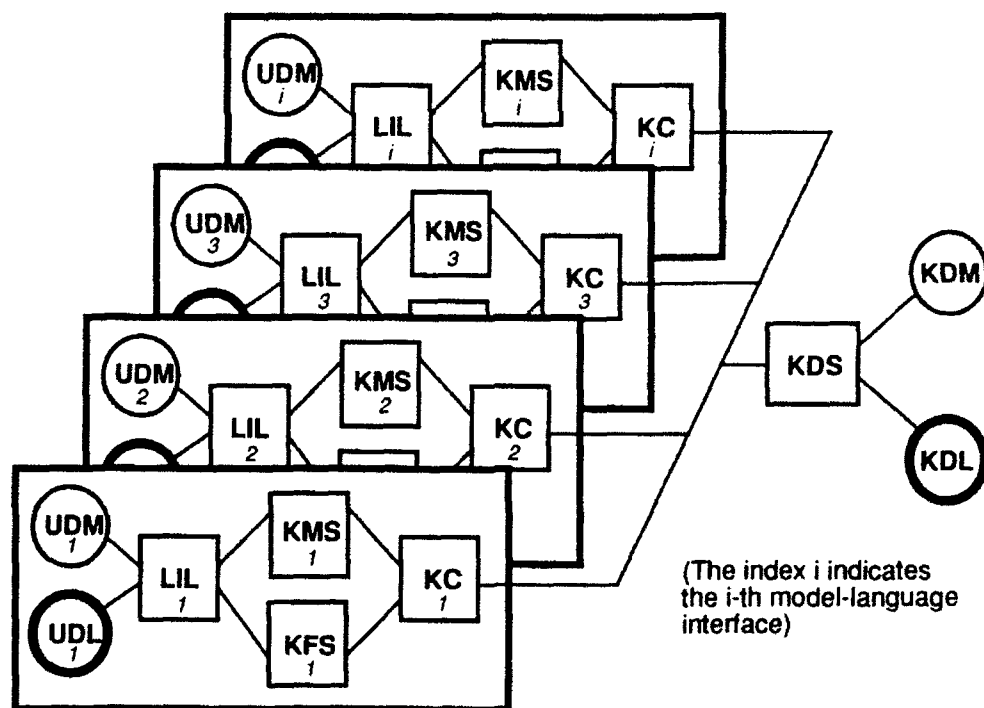 UDM
i
LIL
i
KMS
i
KC
i
UDM
3
LIL
3
KMS
3
KC
3
UDM
2
LIL
2
KMS
2
KC
2
UDM
1
UDL
1
LIL
1
KMS
1
KFS
1
KC
1
KDS
KDM
KDL
(The index i indicates
the i-th model-language
interface)